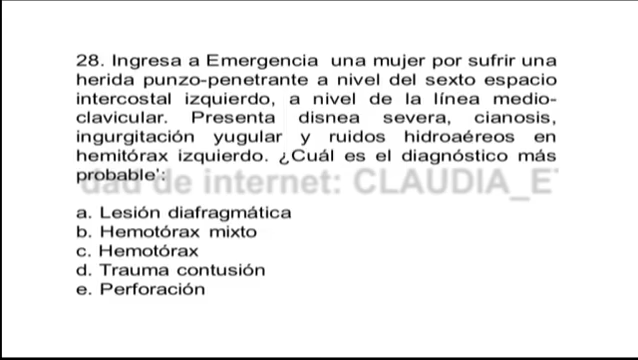 28. Ingresa a Emergencia una mujer por sufrir una
herida punzo-penetrante a nivel del sexto espacio
intercostal izquierdo, a nivel de la línea medio-
clavicular. Presenta disnea severa, cianosis,
ingurgitación yugular y ruidos hidroaéreos en
hemitórax izquierdo. ¿Cuál es el diagnóstico más
probable':
dad de internet: CLAUDIA_E
a. Lesión diafragmática
b. Hemotórax mixto
c. Hemotórax
d. Trauma contusión
e. Perforación